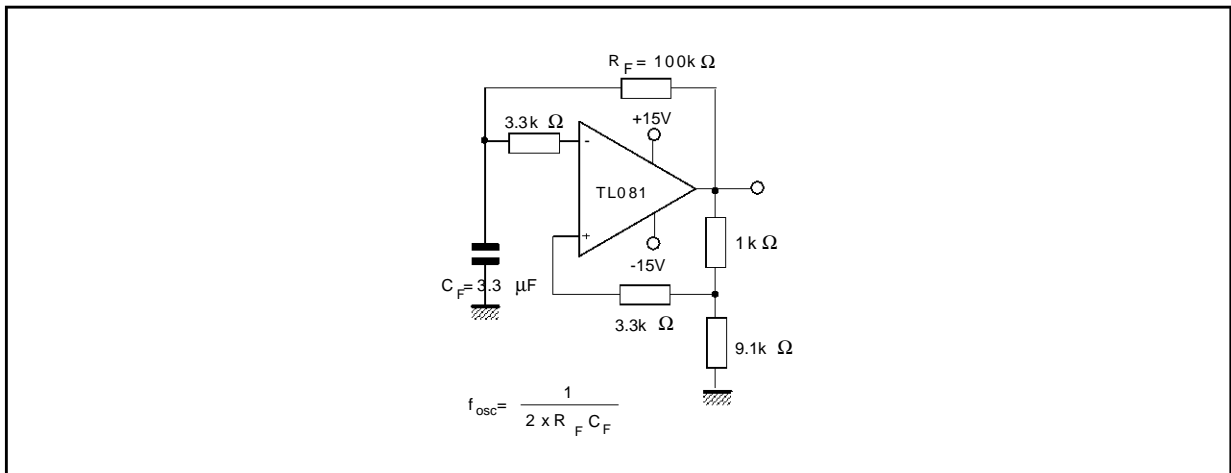 R F = 100k Ω
3.3k Ω
+15V
-
TL081
+
-15V
1k Ω
C F = 3.3 µF
3.3k Ω
9.1k Ω
f osc = 1
2 x R F C F